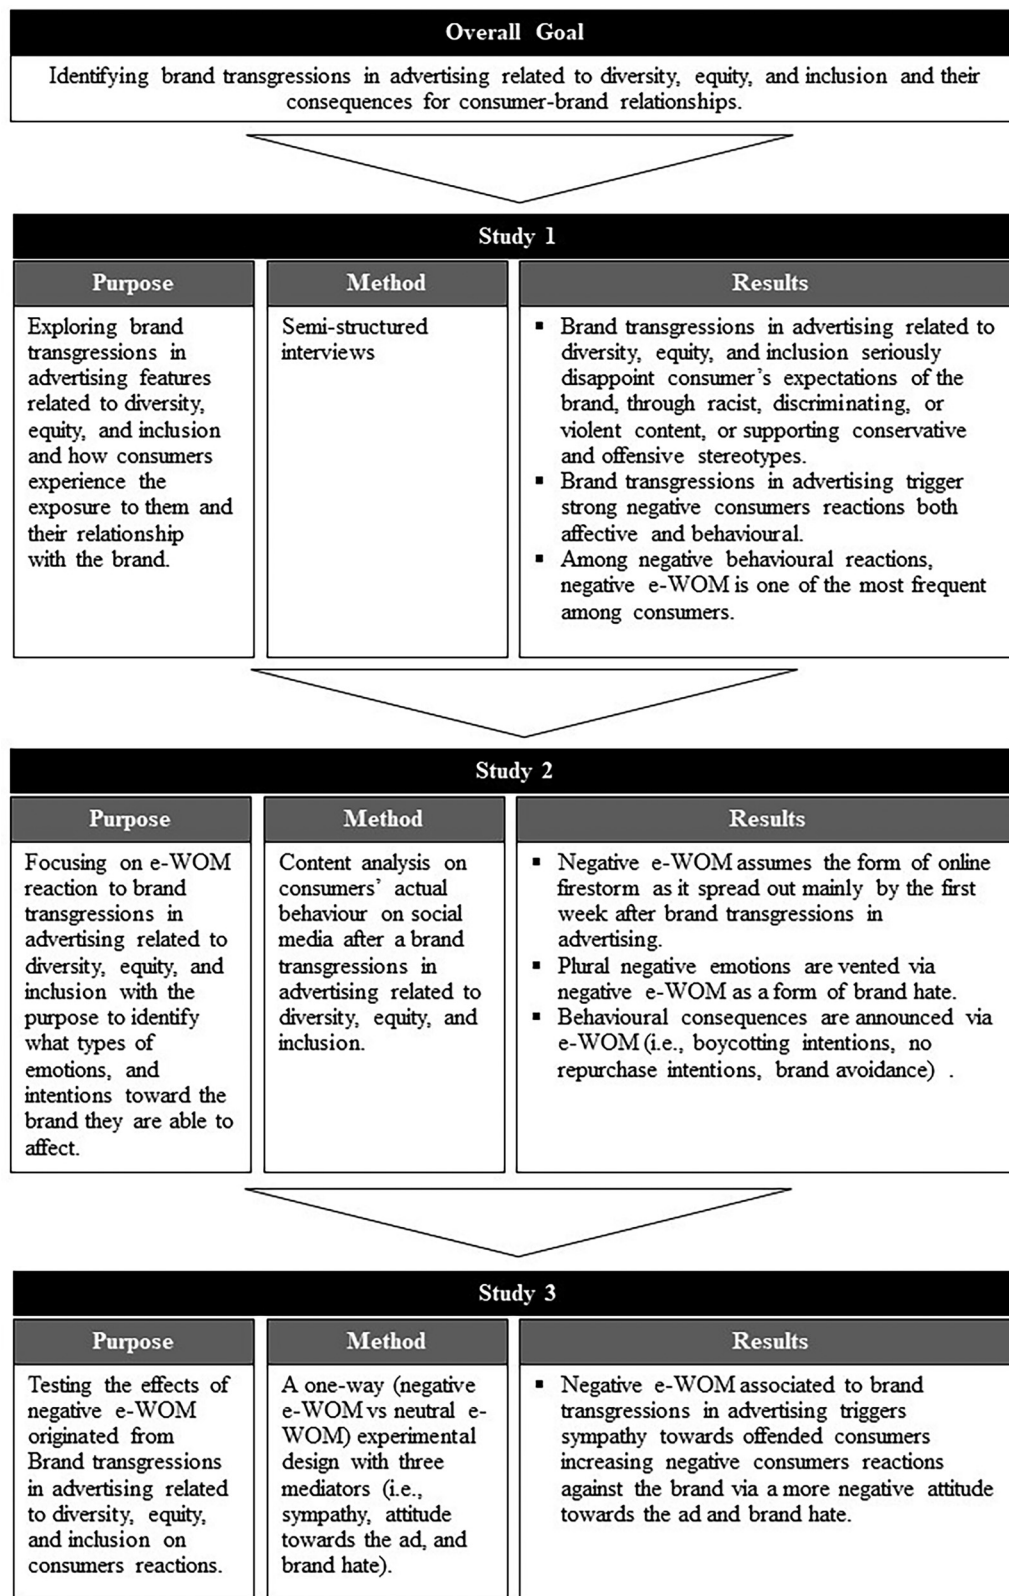 Overall Goal
Identifying brand transgressions in advertising related to diversity, equity, and inclusion and their
consequences for consumer-brand relationships.
Study 1
Purpose
Exploring brand
transgressions in
advertising features
related to diversity,
equity, and inclusion
and how consumers
experience the
exposure to them and
their relationship
with the brand.
Method
Semi-structured
interviews
Results
▪ Brand transgressions in advertising related to
diversity, equity, and inclusion seriously
disappoint consumer's expectations of the
brand, through racist, discriminating, or
violent content, or supporting conservative
and offensive stereotypes.
▪ Brand transgressions in advertising trigger
strong negative consumers reactions both
affective and behavioural.
▪ Among negative behavioural reactions,
negative e-WOM is one of the most frequent
among consumers.
Study 2
Purpose
Focusing on e-WOM
reaction to brand
transgressions in
advertising related to
diversity, equity, and
inclusion with the
purpose to identify
what types of
emotions, and
intentions toward the
brand they are able to
affect.
Method
Content analysis on
consumers' actual
behaviour on social
media after a brand
transgressions in
advertising related to
diversity, equity, and
inclusion.
Results
▪ Negative e-WOM assumes the form of online
firestorm as it spread out mainly by the first
week after brand transgressions in
advertising.
▪ Plural negative emotions are vented via
negative e-WOM as a form of brand hate.
▪ Behavioural consequences are announced via
e-WOM (i.e., boycotting intentions, no
repurchase intentions, brand avoidance) .
Study 3
Purpose
Testing the effects of
negative e-WOM
originated from
Brand transgressions
in advertising related
to diversity, equity,
and inclusion on
consumers reactions.
Method
A one-way (negative
e-WOM vs neutral e-
WOM) experimental
design with three
mediators (i.e.,
sympathy, attitude
towards the ad, and
brand hate).
Results
▪ Negative e-WOM associated to brand
transgressions in advertising triggers
sympathy towards offended consumers
increasing negative consumers reactions
against the brand via a more negative attitude
towards the ad and brand hate.